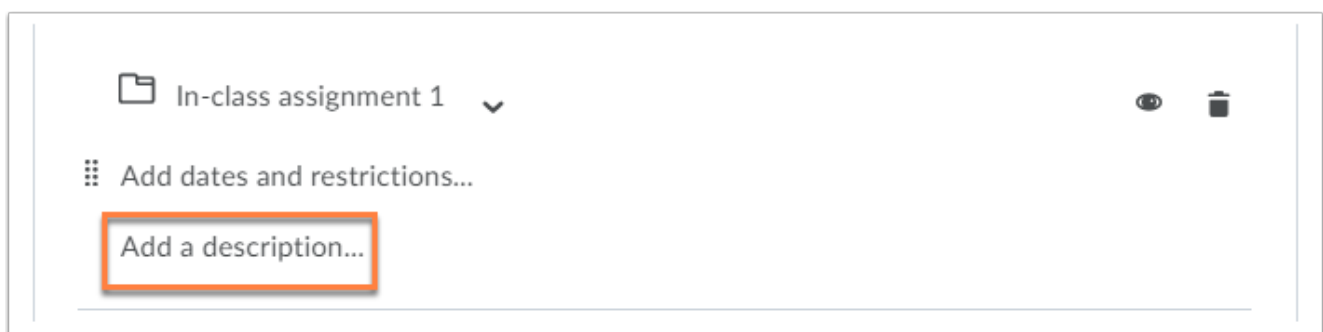 In-class assignment 1
Add dates and restrictions...
Add a description...